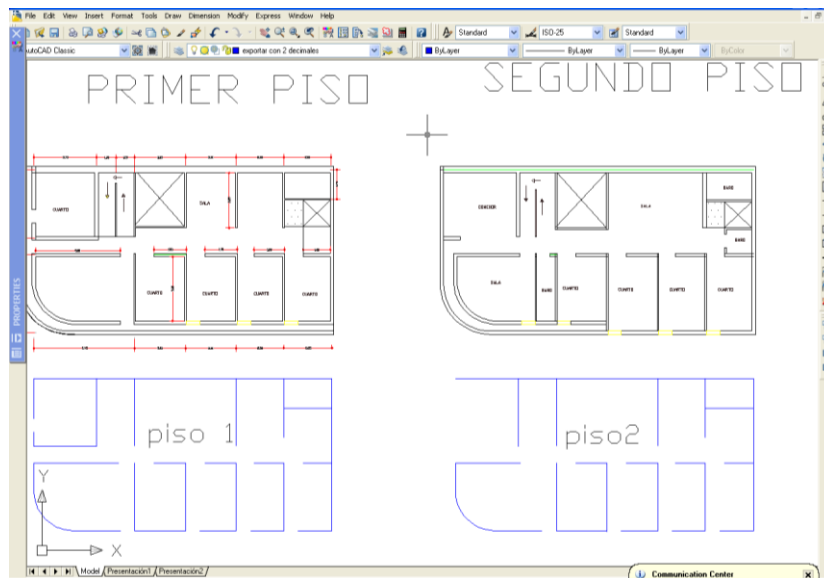 File Edit View Insert Format Tools Draw Dimension Modify Express Window Help
Standard ISO-25 Standard
utoCAD Classic exportar con 2 decimales ByLayer ByLayer ByLayer ByColor
PRIMER PISO SEGUNDO PISO
CUARTO SALA
CUARTO CUARTO CUARTO CUARTO
COMEDOR SALA BAÑO
BAÑO
SALA BAÑO CUARTO CUARTO CUARTO CUARTO
PROPERTIES
piso 1 piso2
Y
X
Model Presentación1 Presentación2
Communication Center